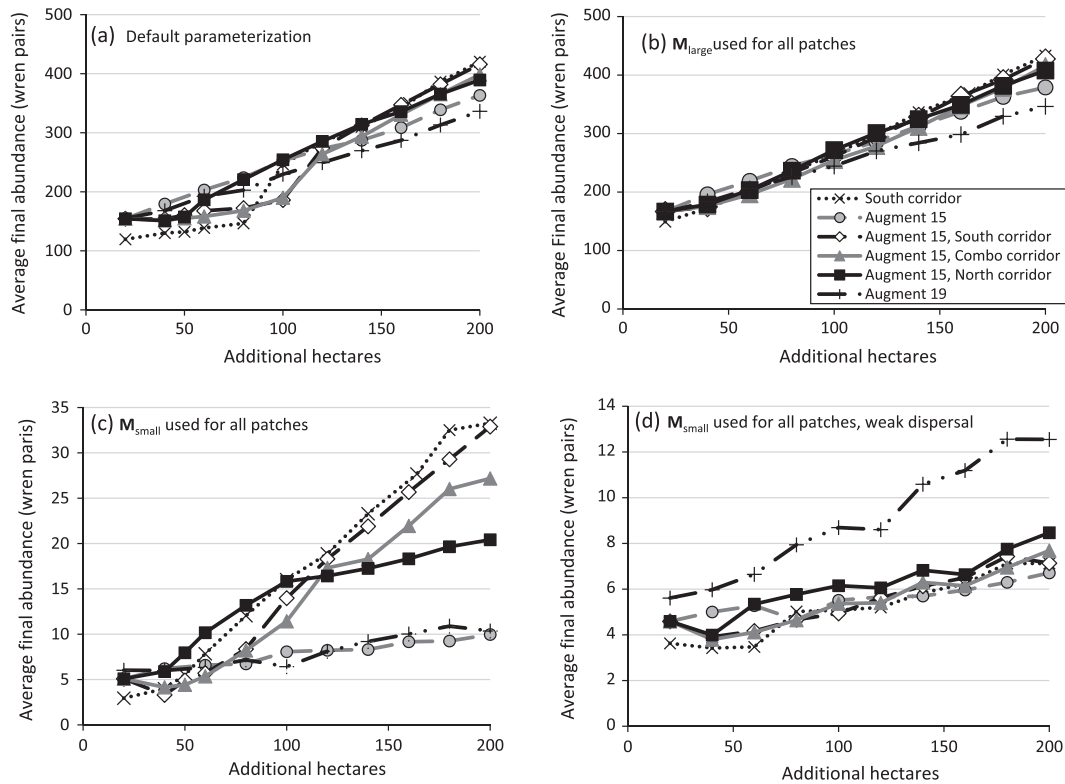 (a) Default parameterization
500
400
300
200
100
0
Average final abundance (wren pairs)
0 50 100 150 200
Additional hectares
(b) Mlarge used for all patches
500
400
300
200
100
0
Average Final abundance (wren pairs)
0 50 100 150 200
Additional hectares
South corridor
Augment 15
Augment 15, South corridor
Augment 15, Combo corridor
Augment 15, North corridor
Augment 19
(c) Msmall used for all patches
35
30
25
20
15
10
5
0
Average final abundance (wren paris)
0 50 100 150 200
Additional hectares
(d) Msmall used for all patches, weak dispersal
14
12
10
8
6
4
2
0
Average final abundance (wren pairs)
0 50 100 150 200
Additional hectares